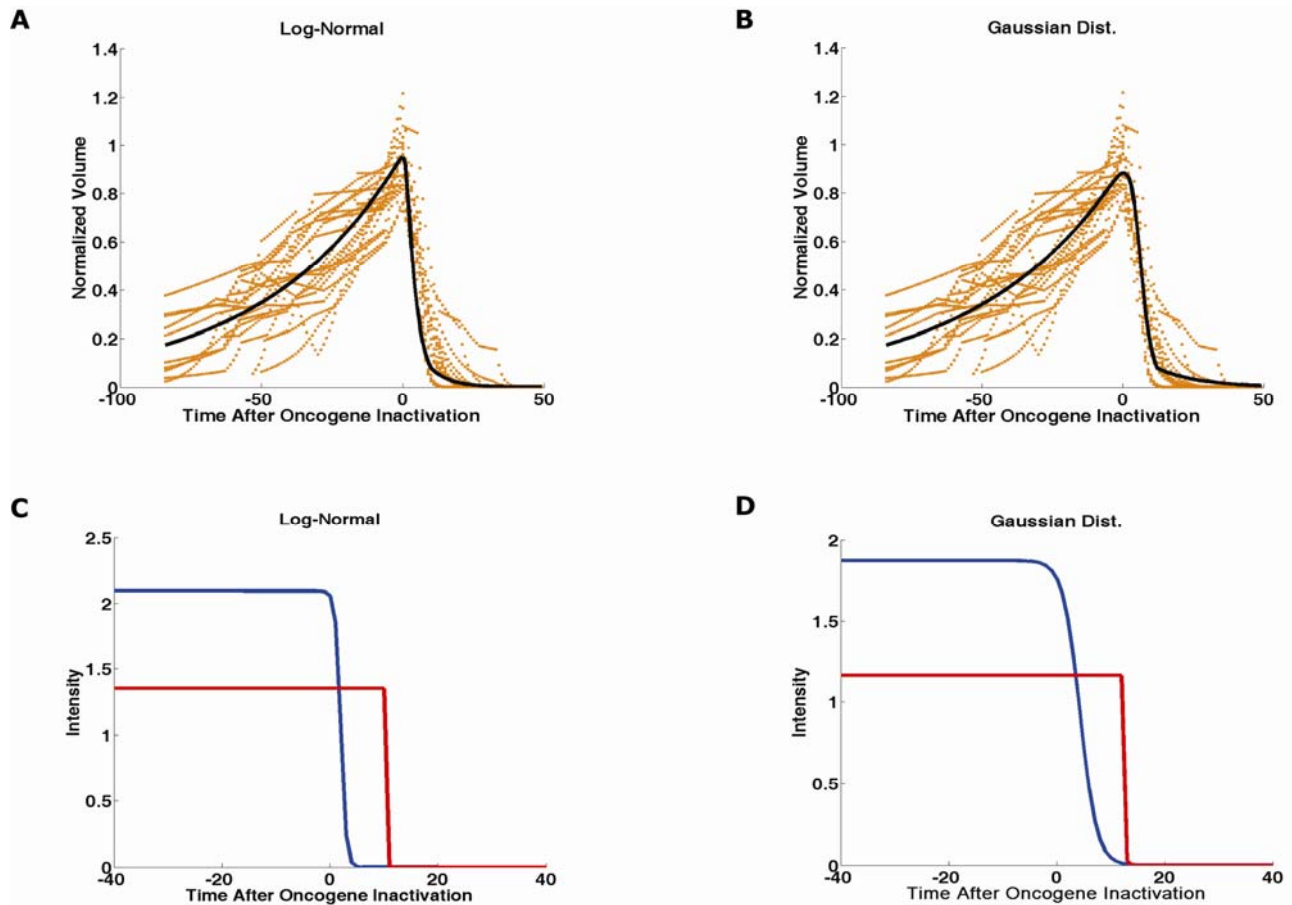 A
Log-Normal
1.4
1.2
1
0.8
0.6
0.4
0.2
0
Normalized Volume
-100
-50
0
50
Time After Oncogene Inactivation
B
Gaussian Dist.
1.4
1.2
1
0.8
0.6
0.4
0.2
0
Normalized Volume
-100
-50
0
50
Time After Oncogene Inactivation
C
Log-Normal
2.5
2
1.5
1
0.5
0
Intensity
-40
-20
0
20
40
Time After Oncogene Inactivation
D
Gaussian Dist.
2
1.5
1
0.5
0
Intensity
-40
-20
0
20
40
Time After Oncogene Inactivation